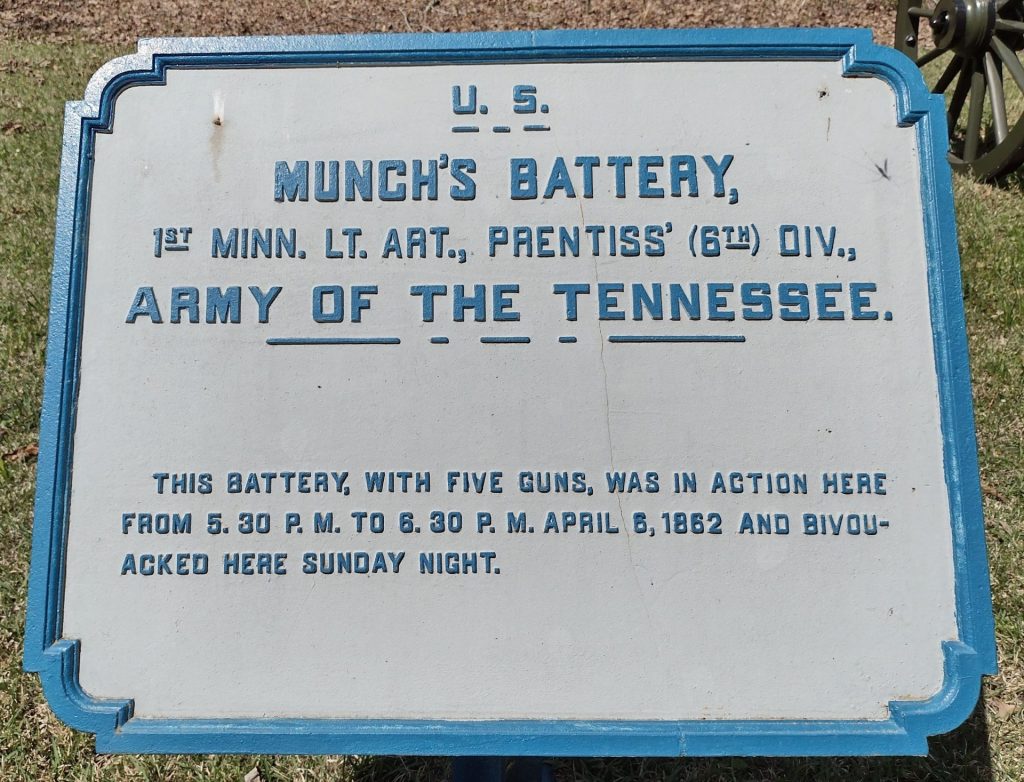 U. S.
MUNCH'S BATTERY,
1ST MINN. LT. ART., PRENTISS' (6TH) DIV.,
ARMY OF THE TENNESSEE.
THIS BATTERY, WITH FIVE GUNS, WAS IN ACTION HERE
FROM 5.30 P. M. TO 6.30 P. M. APRIL 6, 1862 AND BIVOU-
ACKED HERE SUNDAY NIGHT.